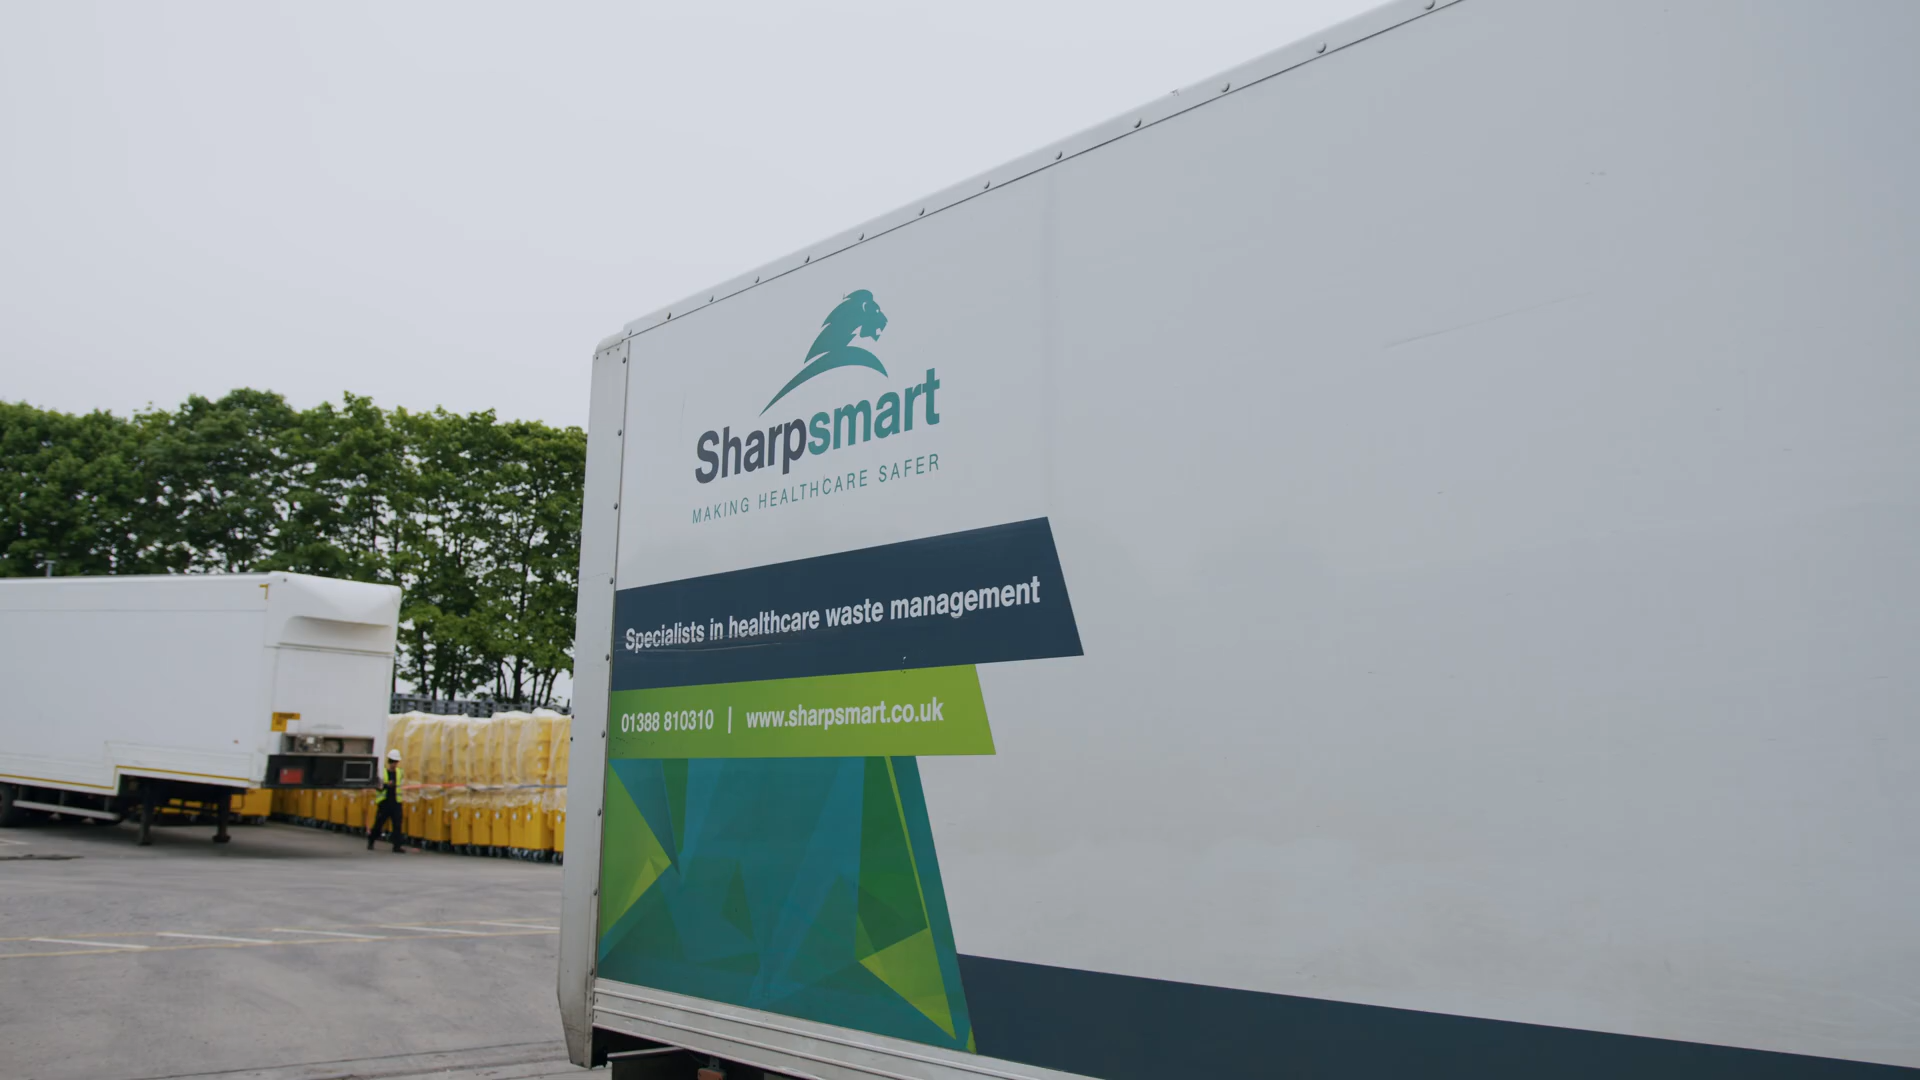 Sharpsmart
MAKING HEALTHCARE SAFER
Specialists in healthcare waste management
01388 810310 | www.sharpsmart.co.uk